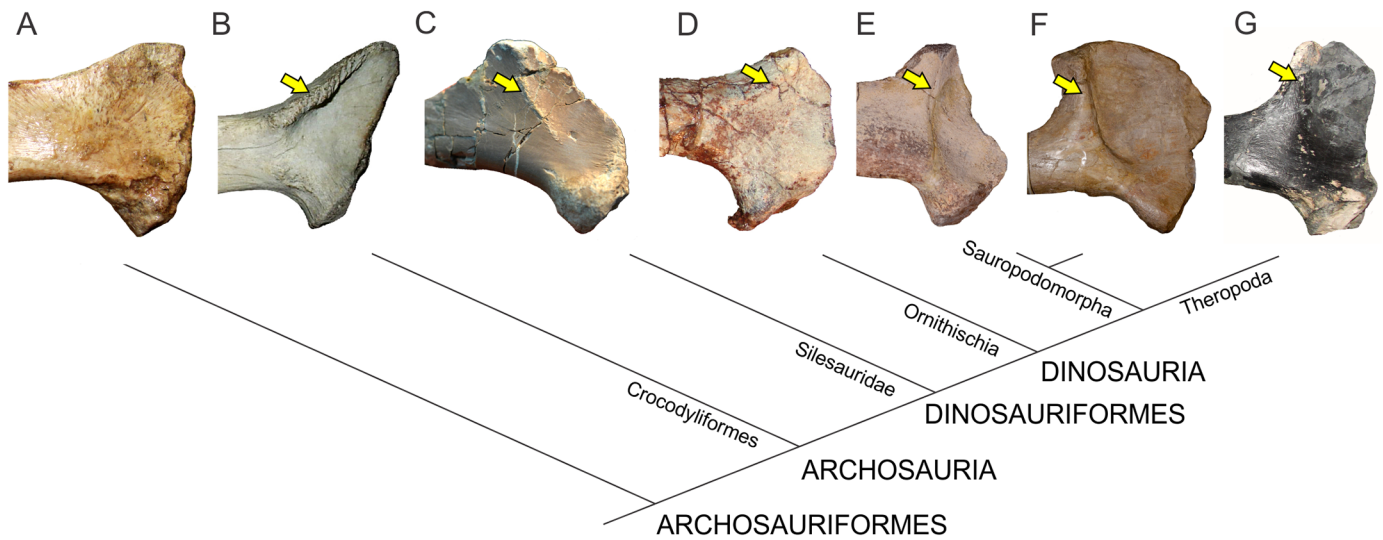 A B C D E F G
Sauropodomorpha
Theropoda
Ornithischia
Silesauridae
DINOSAURIA
Crocodyliformes
DINOSAURIFORMES
ARCHOSAURIA
ARCHOSAURIFORMES